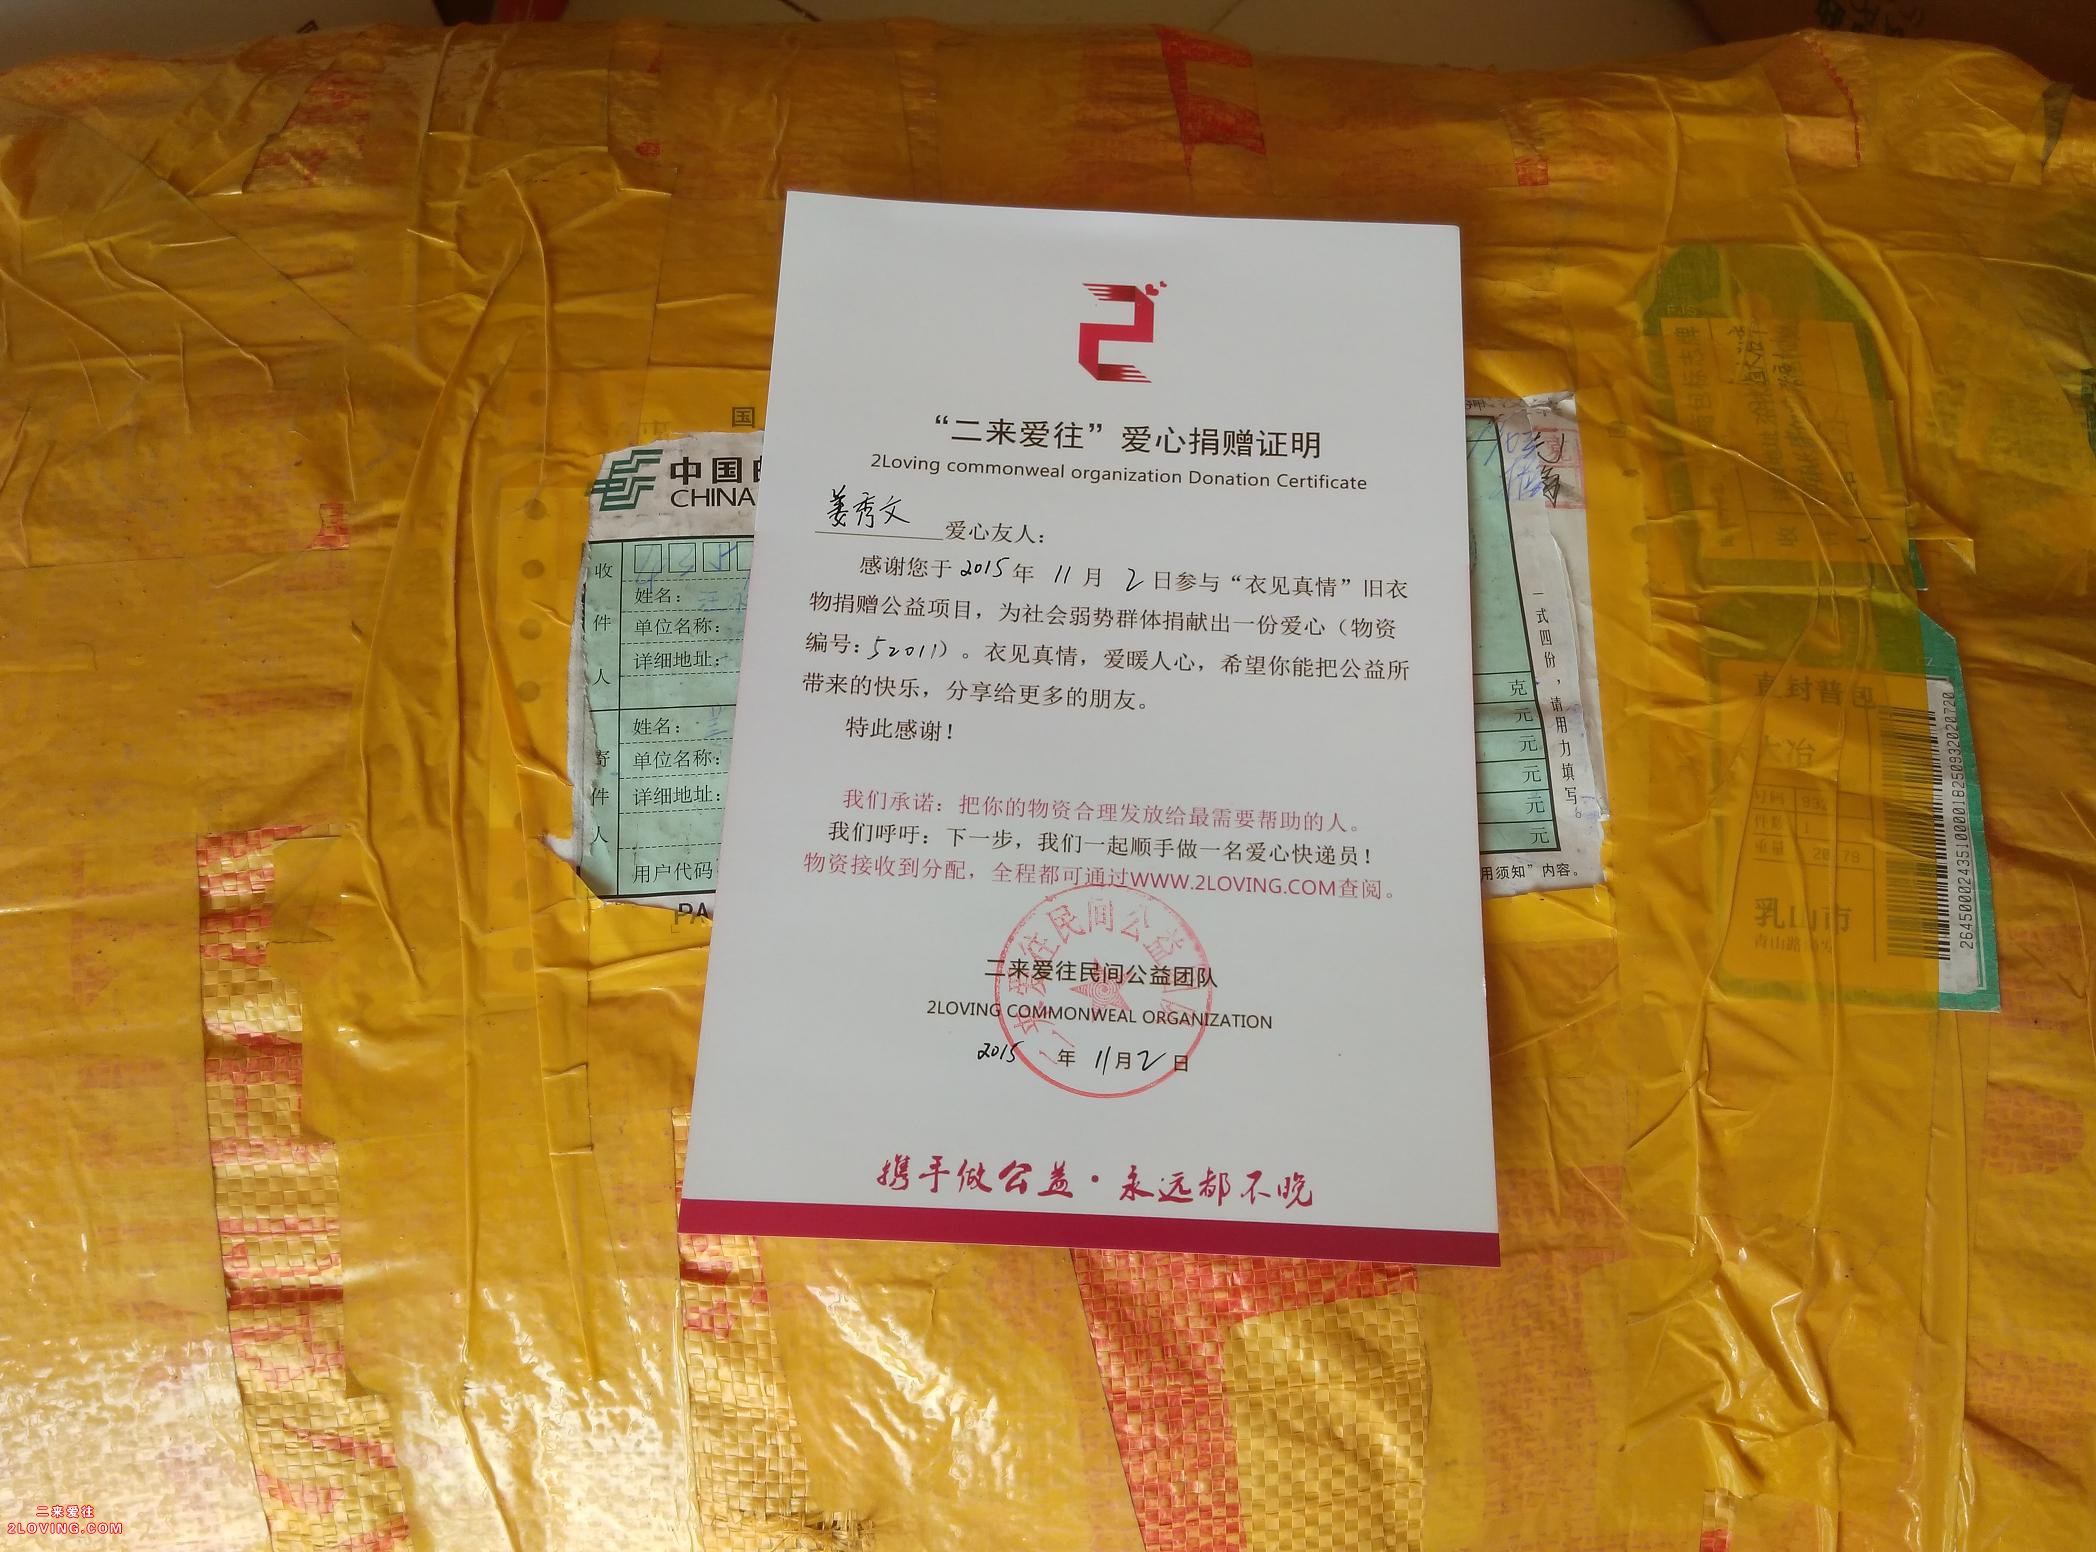 “二来爱往”爱心捐赠证明
2Loving commonweal organization Donation Certificate
姜秀文 爱心友人：
感谢您于2015年 11月 2日参与“衣见真情”旧衣
物捐赠公益项目，为社会弱势群体捐献出一份爱心（物资
编号：52011）。衣见真情，爱暖人心，希望你能把公益所
带来的快乐，分享给更多的朋友。
特此感谢！
我们承诺：把你的物资合理发放给最需要帮助的人。
我们呼吁：下一步，我们一起顺手做一名爱心快递员！
物资接收到分配，全程都可通过WWW.2LOVING.COM查阅。
二来爱往民间公益团队
2LOVING COMMONWEAL ORGANIZATION
2015 年 11月2日
携手做公益·永远都不晚
国
中国
CHINA
收件人
姓名：
单位名称：
详细地址：
寄件人
姓名：
单位名称：
详细地址：
用户代码
PA
克
元
元
元
元
元
一式四份，请用力填写。
用须知”内容。
直封普包
大冶
重量
乳山市
二来爱往
2LOVING.COM